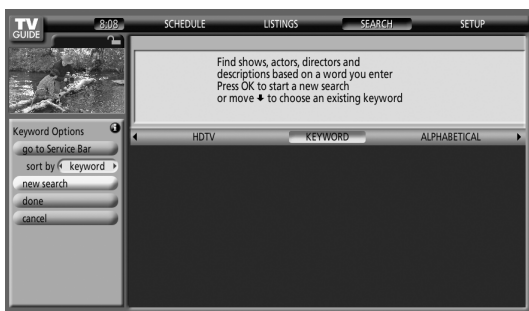 TV
GUIDE
8:08
SCHEDULE LISTINGS SEARCH SETUP
Find shows, actors, directors and
descriptions based on a word you enter
Press OK to start a new search
or move ↓ to choose an existing keyword
HDTV KEYWORD ALPHABETICAL
Keyword Options i
go to Service Bar
sort by keyword
new search
done
cancel